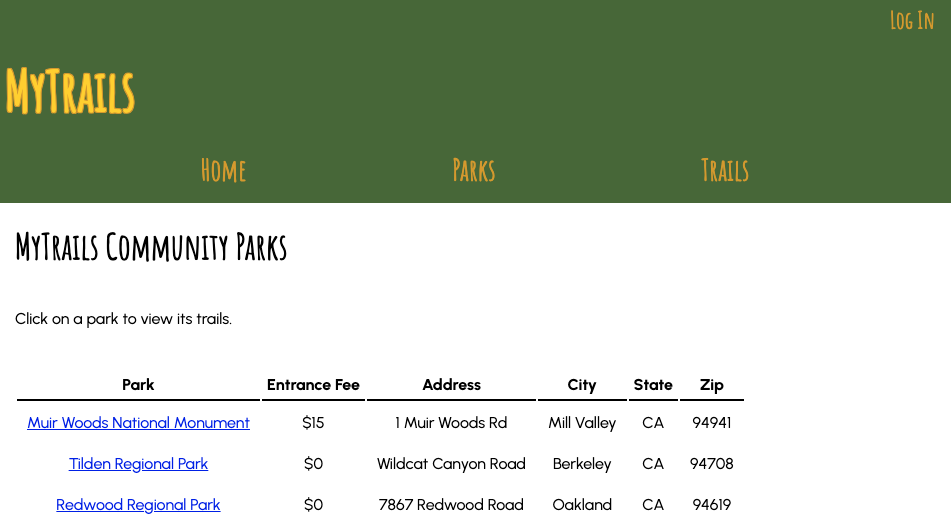 Log In
MyTrails
Home Parks Trails
MyTrails Community Parks
Click on a park to view its trails.
Park Entrance Fee Address City State Zip
Muir Woods National Monument $15 1 Muir Woods Rd Mill Valley CA 94941
Tilden Regional Park $0 Wildcat Canyon Road Berkeley CA 94708
Redwood Regional Park $0 7867 Redwood Road Oakland CA 94619